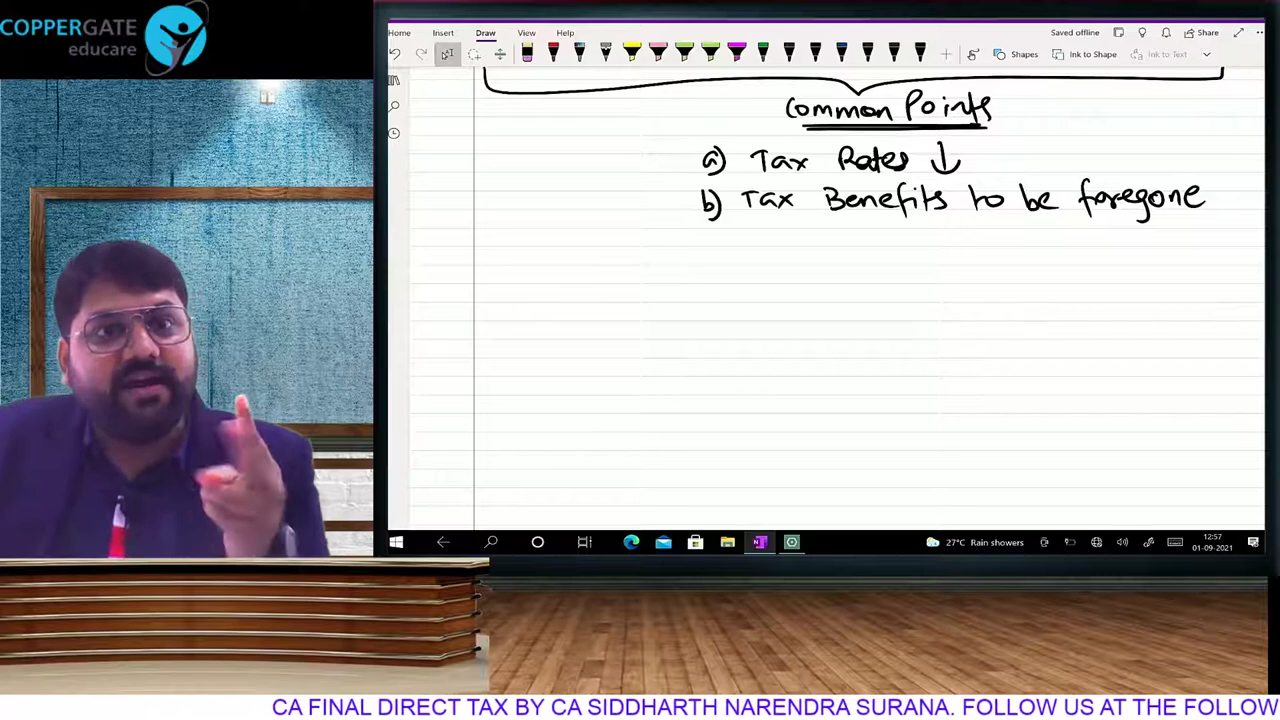 COPPERGATE
educare
Home Insert Draw View Help
Saved offline
Share
Shapes
Ink to Shape
Ink to Text
Common Points
a) Tax Rates ↓
b) Tax Benefits to be foregone
27°C Rain showers
12:57
01-09-2021
CA FINAL DIRECT TAX BY CA SIDDHARTH NARENDRA SURANA. FOLLOW US AT THE FOLLOW